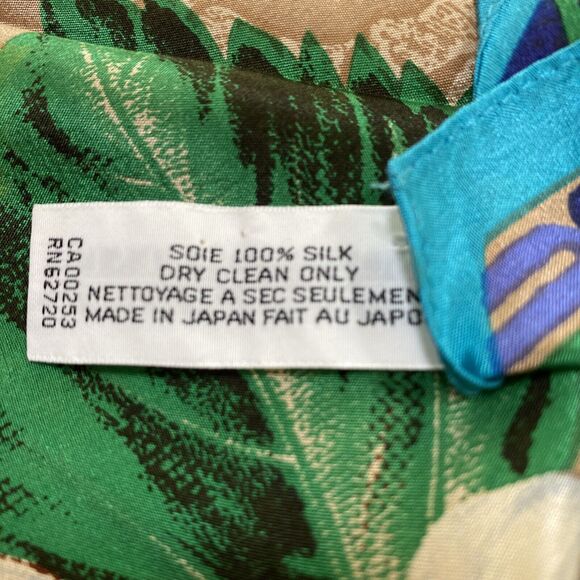 SOIE 100% SILK
DRY CLEAN ONLY
NETTOYAGE A SEC SEULEMEN
MADE IN JAPAN FAIT AU JAPO
CA00253
RN62720